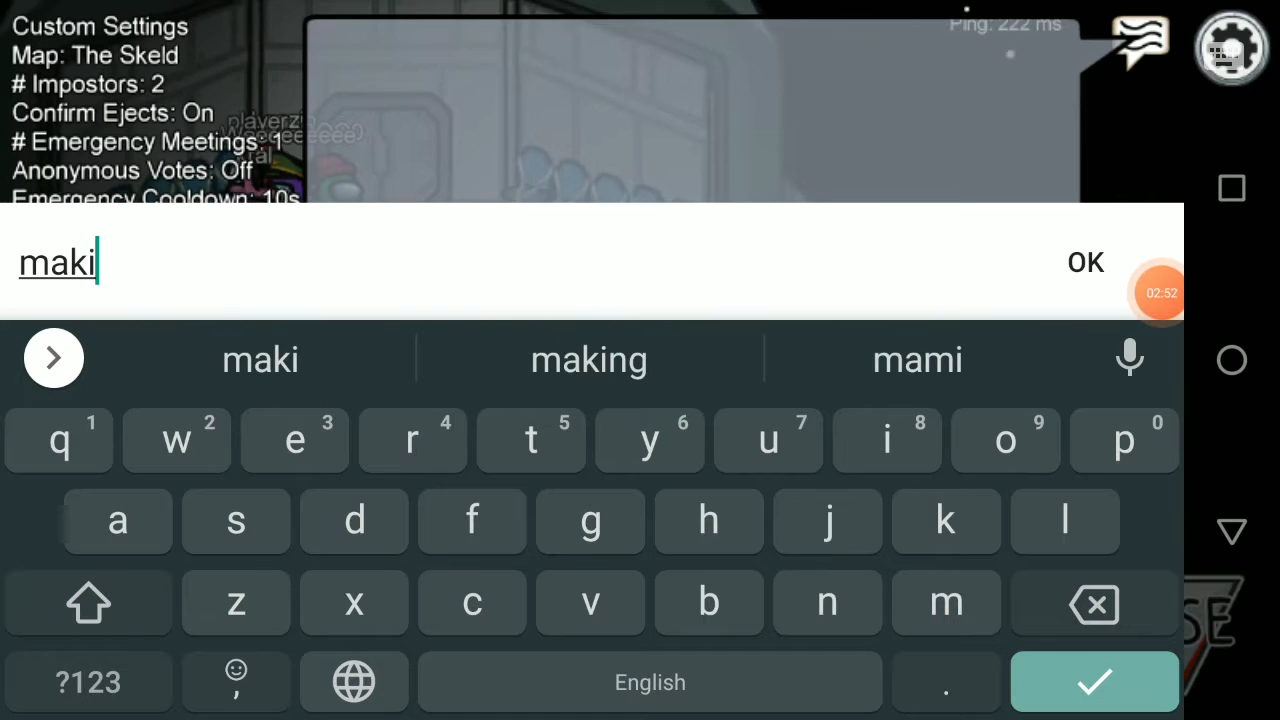 Custom Settings
Map: The Skeld
# Impostors: 2
Confirm Ejects: On
# Emergency Meetings: 1
Anonymous Votes: Off
Emergency Cooldown: 10s
Ping: 222 ms
maki
OK
02:52
maki making mami
q 1 w 2 e 3 r 4 t 5 y 6 u 7 i 8 o 9 p 0
a s d f g h j k l
z x c v b n m
?123 , English .